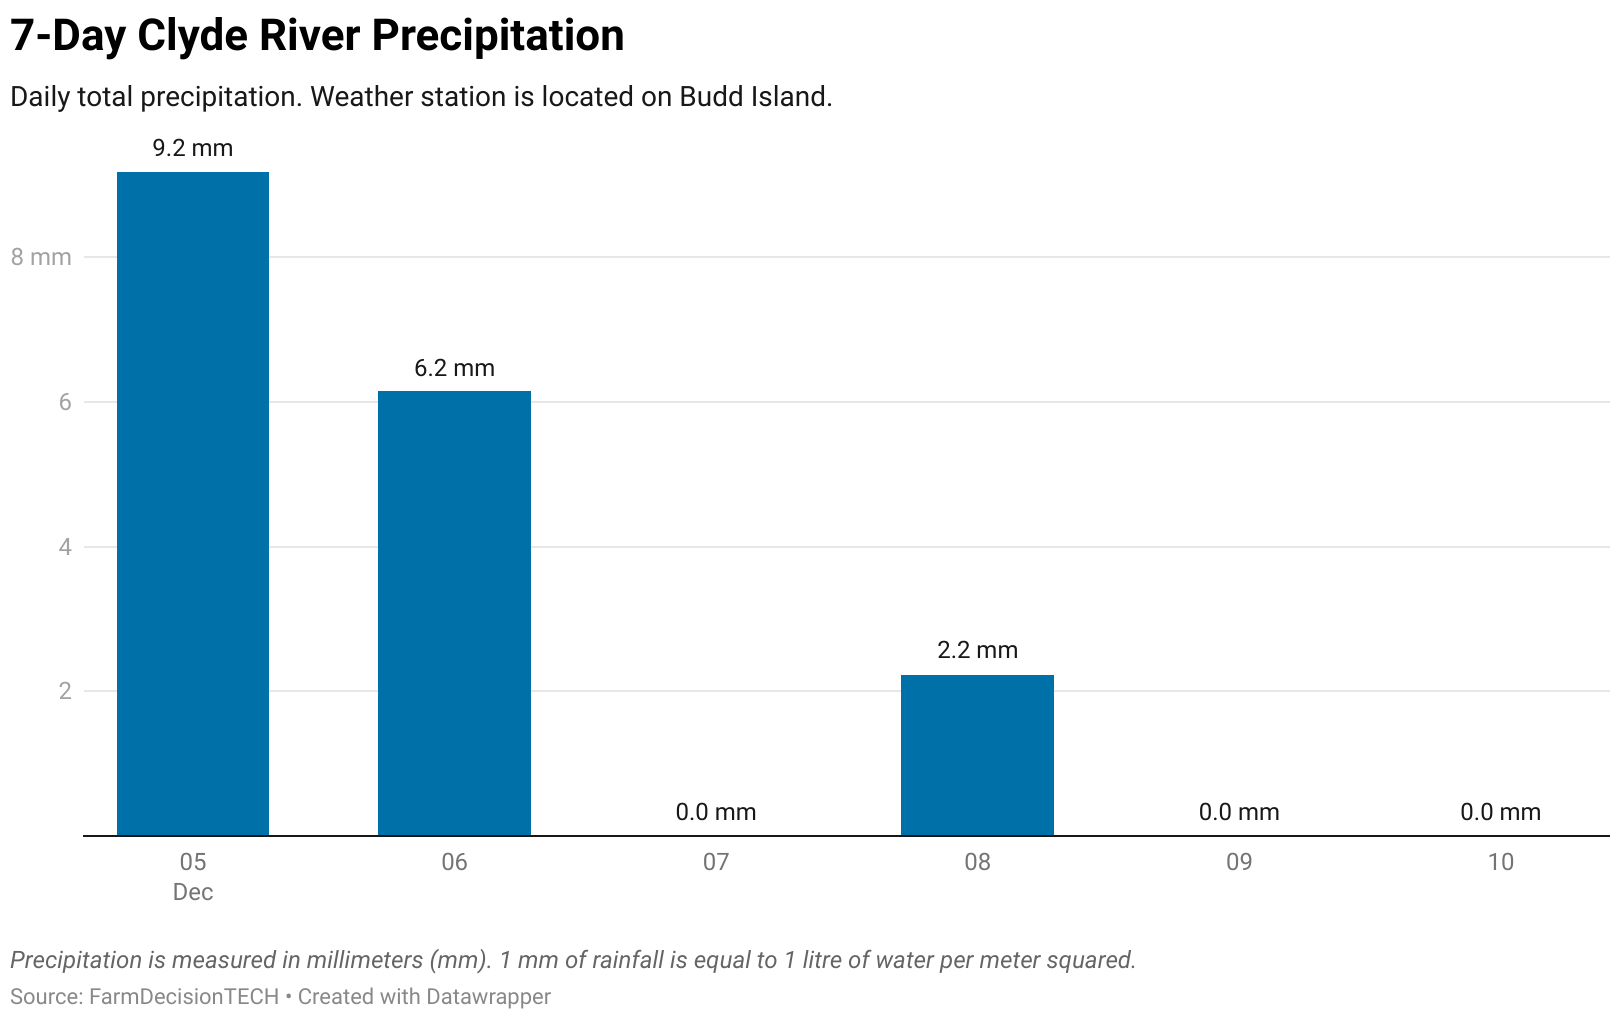 7-Day Clyde River Precipitation
Daily total precipitation. Weather station is located on Budd Island.
9.2 mm
8 mm
6.2 mm
6
4
2.2 mm
2
0.0 mm
0.0 mm
0.0 mm
05
06
07
08
09
10
Dec
Precipitation is measured in millimeters (mm). 1 mm of rainfall is equal to 1 litre of water per meter squared.
Source: FarmDecisionTECH • Created with Datawrapper